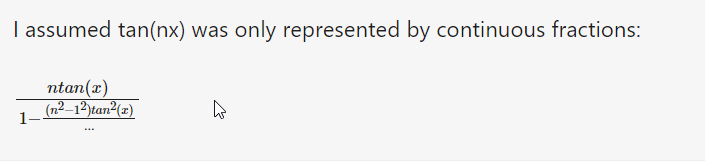 I assumed tan(nx) was only represented by continuous fractions:
ntan(x)
1−
(n²−1²)tan²(x)
...